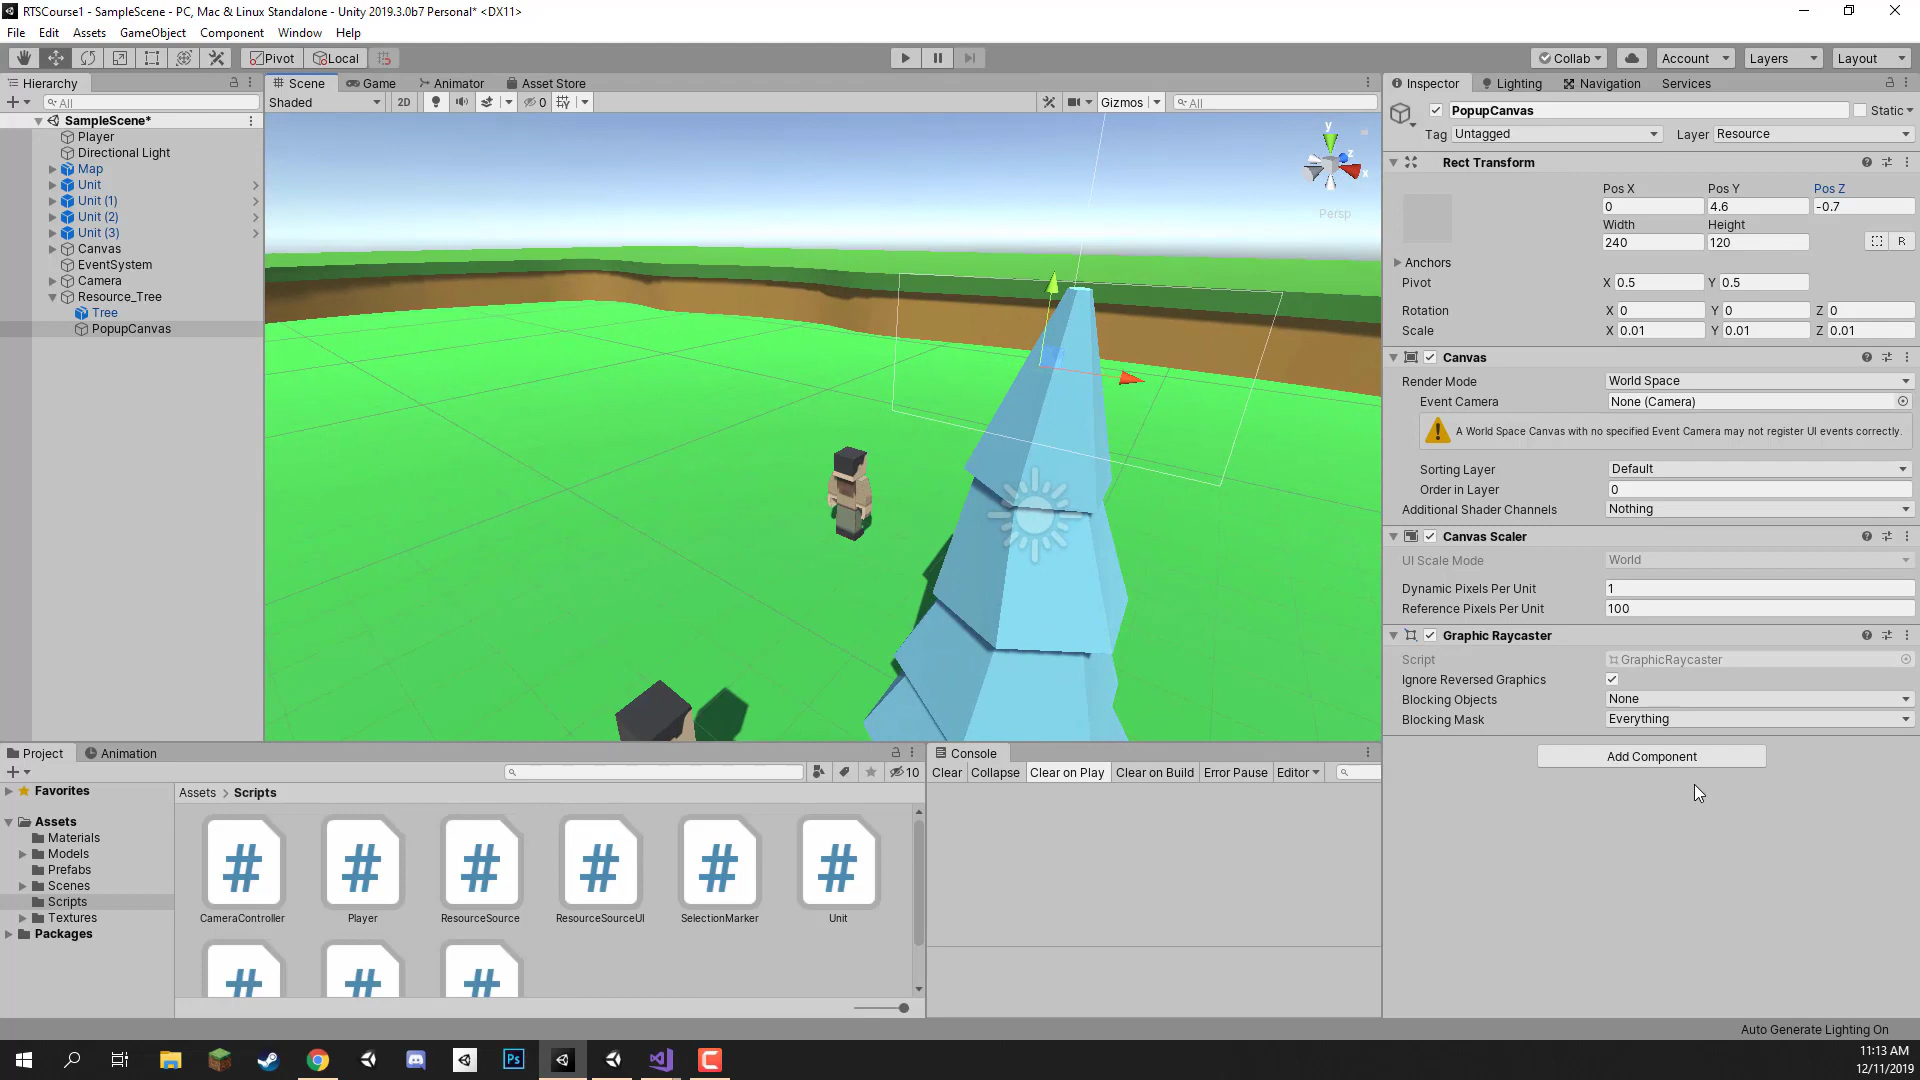 RTSCourse1 - SampleScene - PC, Mac & Linux Standalone - Unity 2019.3.0b7 Personal* <DX11>
File Edit Assets GameObject Component Window Help
Pivot Local Collab Account Layers Layout
Hierarchy
All
SampleScene*
Player
Directional Light
Map
Unit
Unit (1)
Unit (2)
Unit (3)
Canvas
EventSystem
Camera
Resource_Tree
Tree
PopupCanvas
Scene Game Animator Asset Store
Shaded 2D 0 Gizmos All
y
z
x
Persp
Inspector Lighting Navigation Services
PopupCanvas Static
Tag Untagged Layer Resource
Rect Transform
Pos X Pos Y Pos Z
0 4.6 -0.7
Width Height
240 120 R
Anchors
Pivot X 0.5 Y 0.5
Rotation X 0 Y 0 Z 0
Scale X 0.01 Y 0.01 Z 0.01
Canvas
Render Mode World Space
Event Camera None (Camera)
A World Space Canvas with no specified Event Camera may not register UI events correctly.
Sorting Layer Default
Order in Layer 0
Additional Shader Channels Nothing
Canvas Scaler
UI Scale Mode World
Dynamic Pixels Per Unit 1
Reference Pixels Per Unit 100
Graphic Raycaster
Script GraphicRaycaster
Ignore Reversed Graphics
Blocking Objects None
Blocking Mask Everything
Add Component
Project Animation
10
Favorites
Assets
Materials
Models
Prefabs
Scenes
Scripts
Textures
Packages
Assets > Scripts
CameraController Player ResourceSource ResourceSourceUI SelectionMarker Unit
Console
Clear Collapse Clear on Play Clear on Build Error Pause Editor
Auto Generate Lighting On
Ps
11:13 AM
12/11/2019